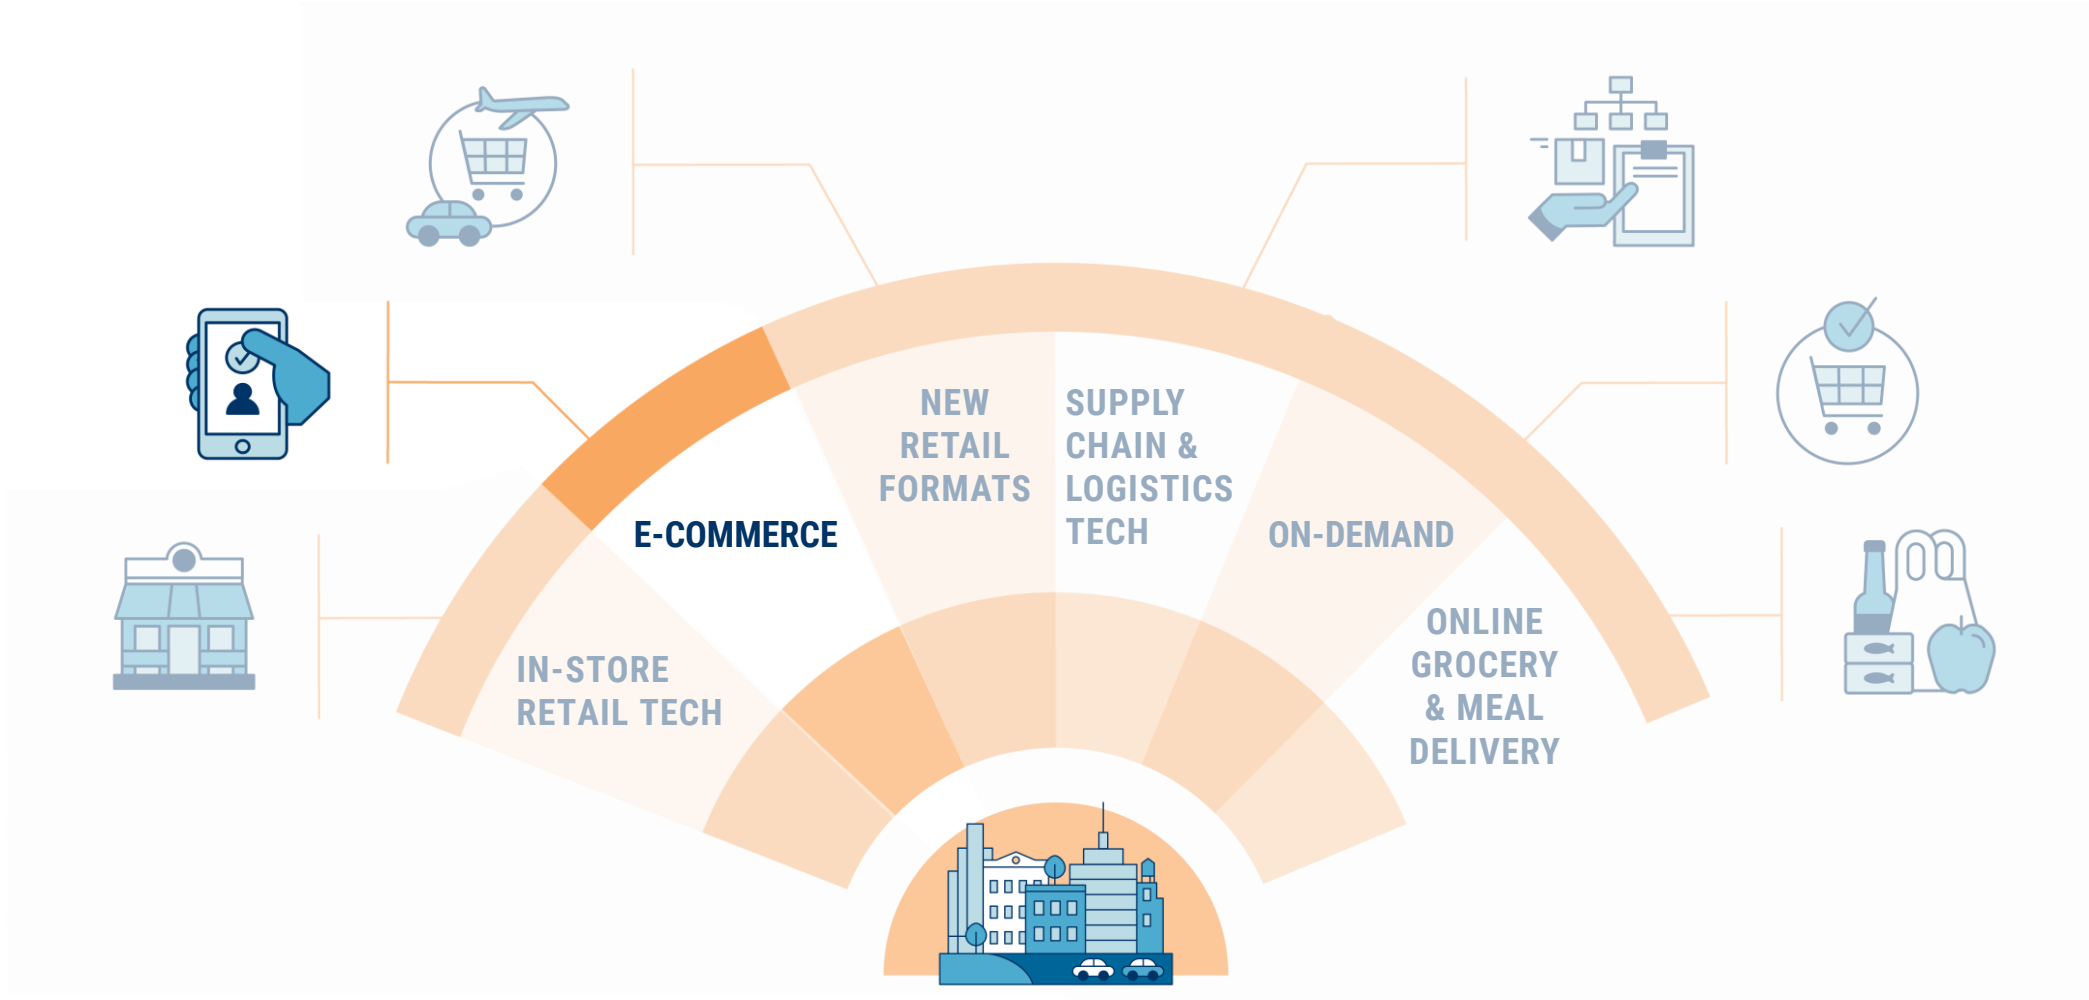 IN-STORE
RETAIL TECH
E-COMMERCE
NEW
RETAIL
FORMATS
SUPPLY
CHAIN &
LOGISTICS
TECH
ON-DEMAND
ONLINE
GROCERY
& MEAL
DELIVERY